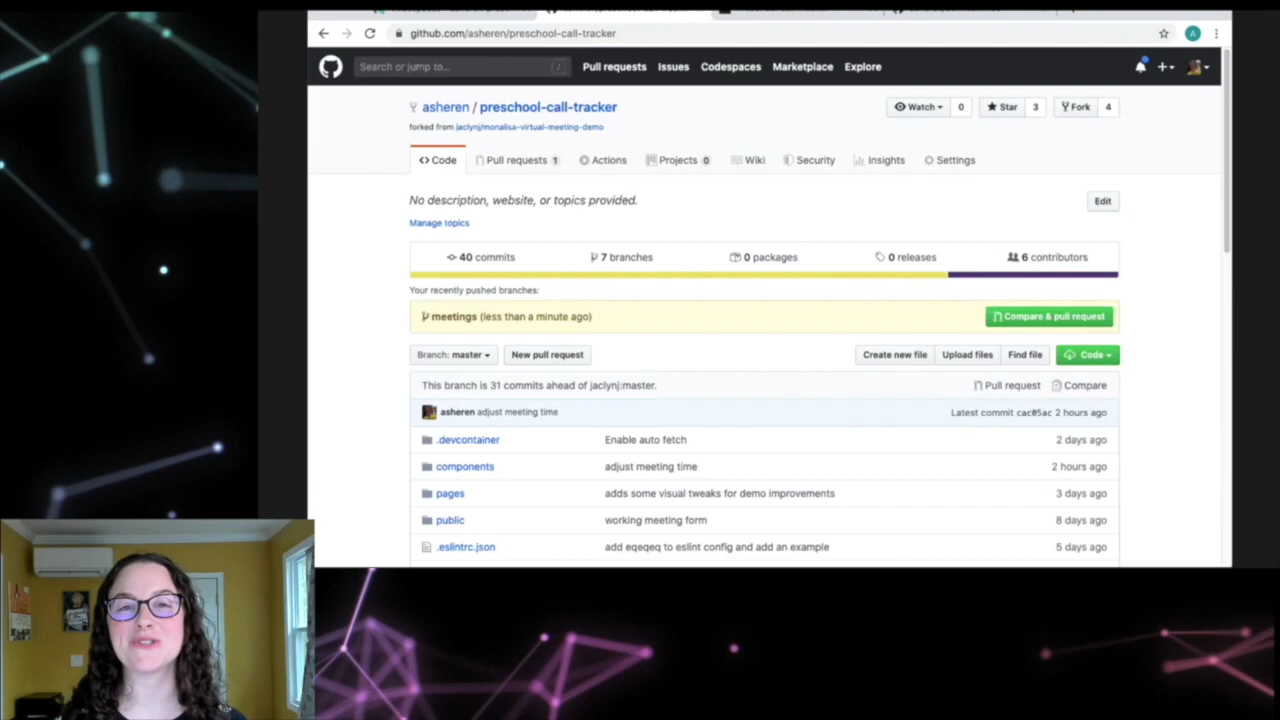 github.com/asheren/preschool-call-tracker
Search or jump to... /
Pull requests Issues Codespaces Marketplace Explore
asheren / preschool-call-tracker
Watch 0 Star 3 Fork 4
forked from jaclynj/monalisa-virtual-meeting-demo
Code Pull requests 1 Actions Projects 0 Wiki Security Insights Settings
No description, website, or topics provided.
Edit
Manage topics
40 commits 7 branches 0 packages 0 releases 6 contributors
Your recently pushed branches:
meetings (less than a minute ago) Compare & pull request
Branch: master New pull request Create new file Upload files Find file Code
This branch is 31 commits ahead of jaclynj:master. Pull request Compare
asheren adjust meeting time Latest commit cac05ac 2 hours ago
.devcontainer Enable auto fetch 2 days ago
components adjust meeting time 2 hours ago
pages adds some visual tweaks for demo improvements 3 days ago
public working meeting form 8 days ago
.eslintrc.json add eqeqeq to eslint config and add an example 5 days ago